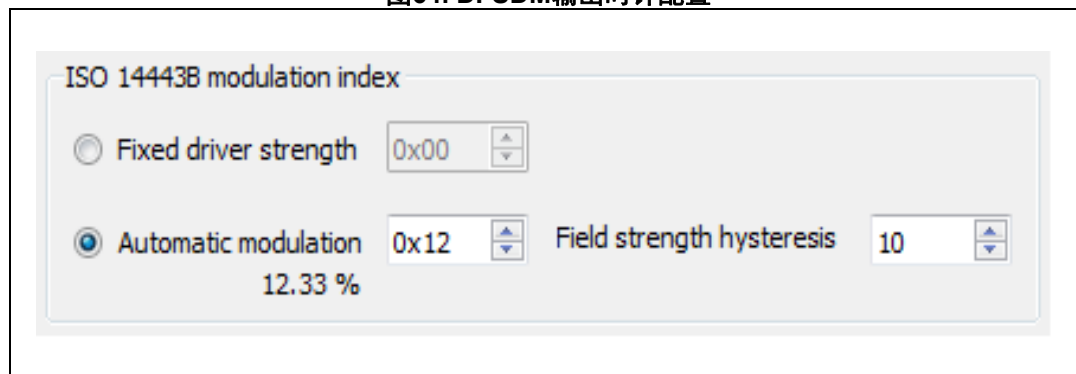 ISO 14443B modulation index
Fixed driver strength 0x00
Automatic modulation 0x12 Field strength hysteresis 10
12.33 %